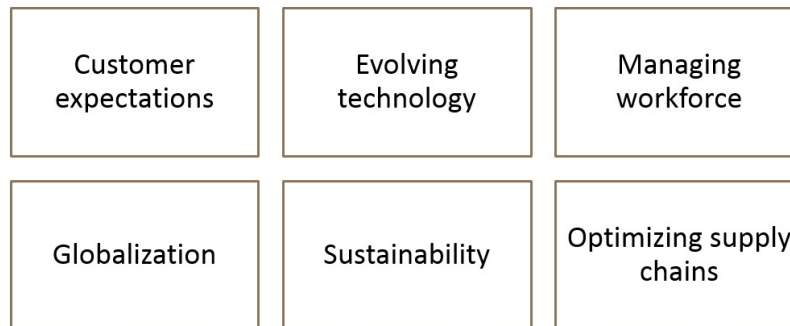 Customer
expectations
Evolving
technology
Managing
workforce
Globalization
Sustainability
Optimizing supply
chains